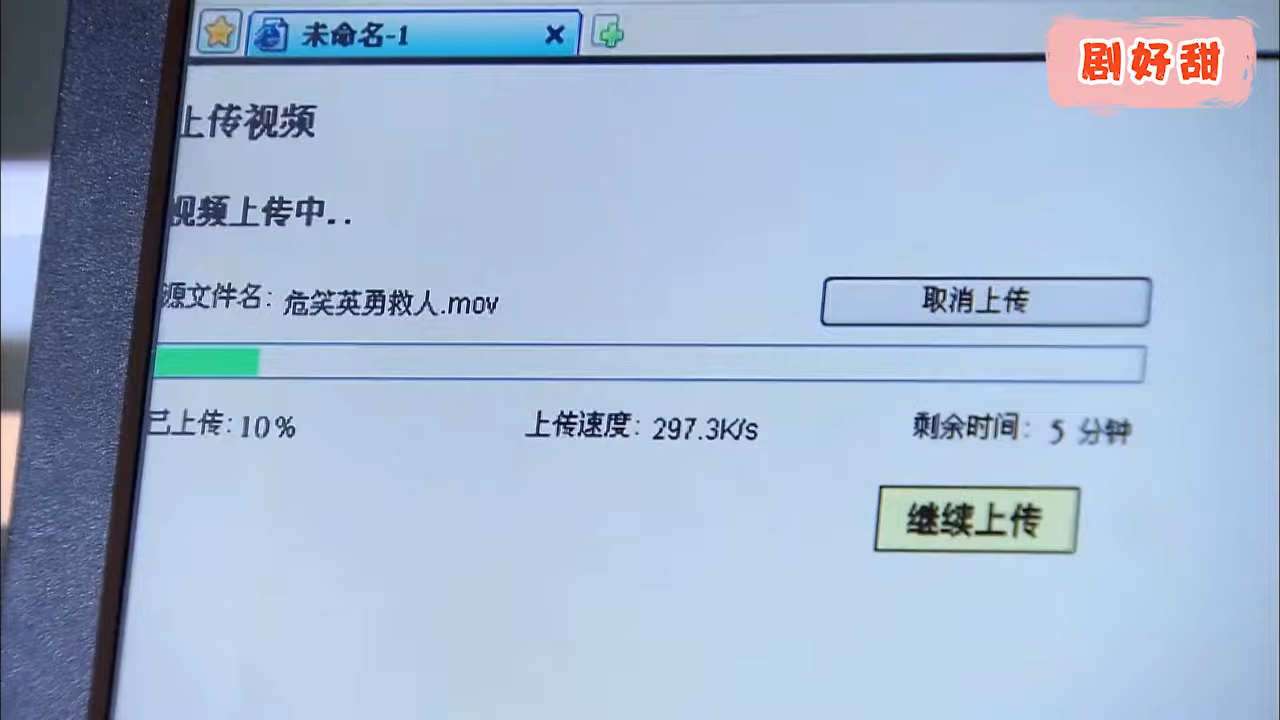 未命名-1
剧好甜
上传视频
视频上传中..
源文件名: 危笑英勇救人.mov
取消上传
已上传: 10%
上传速度: 297.3K/s
剩余时间: 5 分钟
继续上传